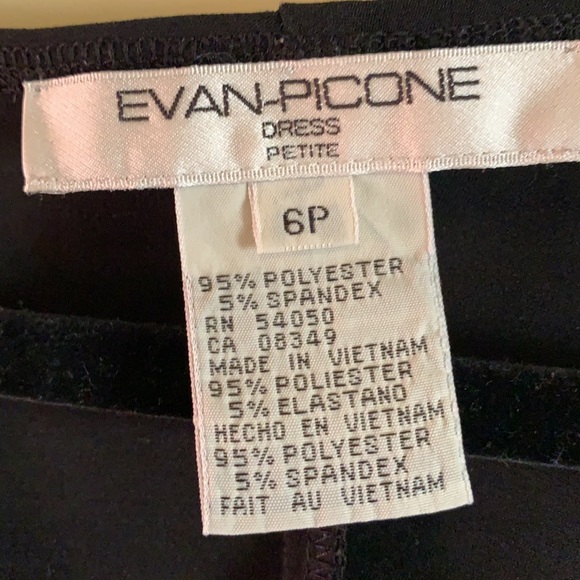 EVAN-PICONE
DRESS
PETITE
6P
95% POLYESTER
5% SPANDEX
RN 54050
CA 08349
MADE IN VIETNAM
95% POLIESTER
5% ELASTANO
HECHO EN VIETNAM
95% POLYESTER
5% SPANDEX
FAIT AU VIETNAM